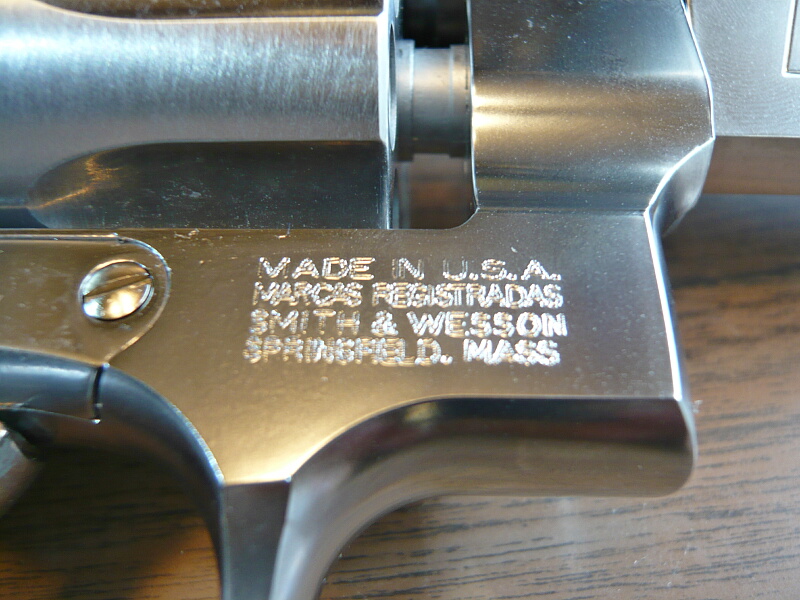 MADE IN U.S.A.
MARCAS REGISTRADAS
SMITH & WESSON
SPRINGFIELD. MASS